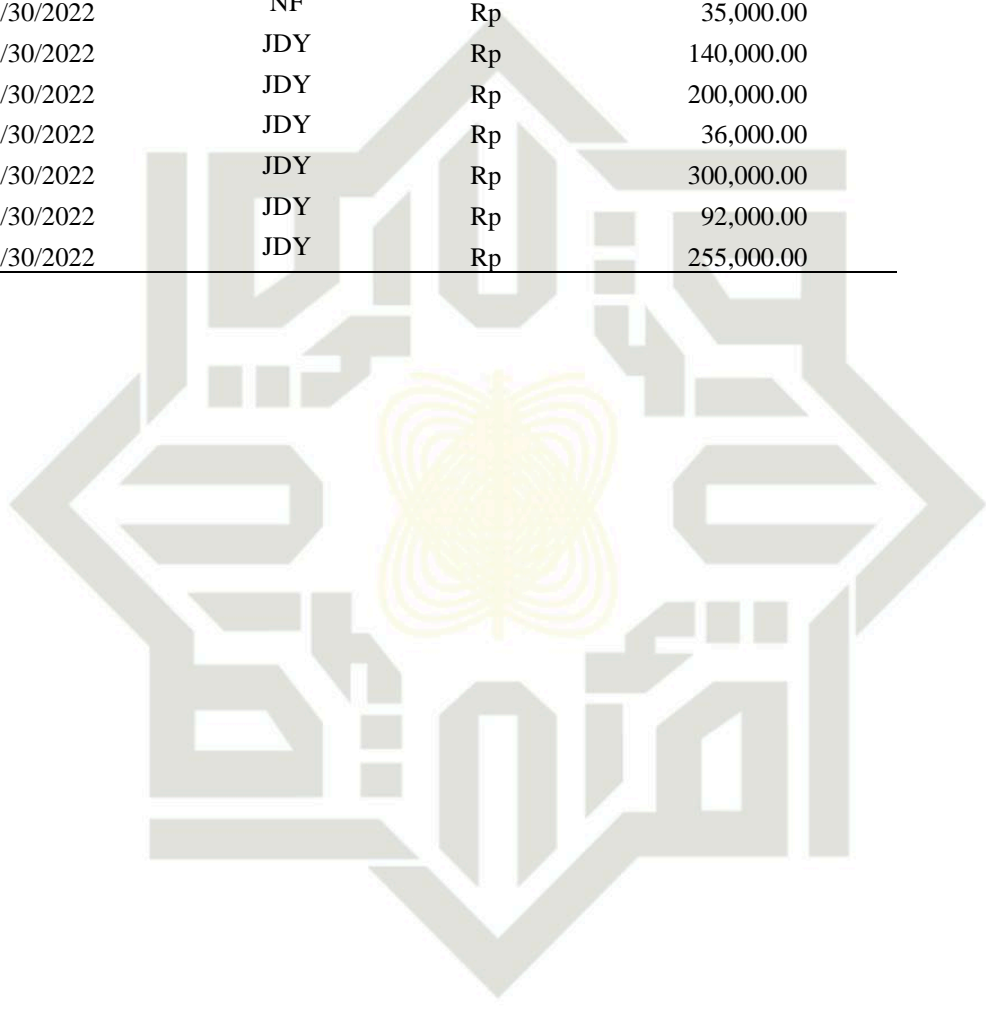 /30/2022 NF Rp 35,000.00
/30/2022 JDY Rp 140,000.00
/30/2022 JDY Rp 200,000.00
/30/2022 JDY Rp 36,000.00
/30/2022 JDY Rp 300,000.00
/30/2022 JDY Rp 92,000.00
/30/2022 JDY Rp 255,000.00